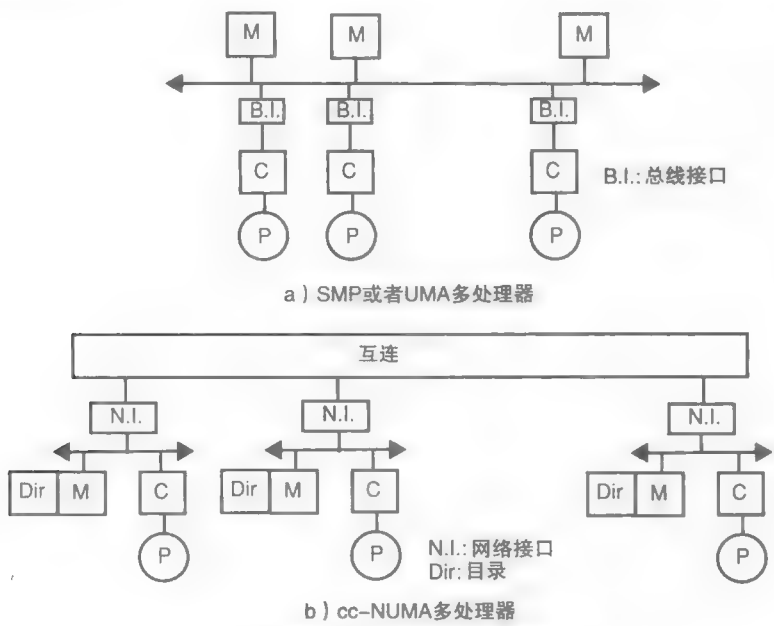 M M M
B.I. B.I. B.I.
C C C
B.I.: 总线接口
P P P
a）SMP或者UMA多处理器
互连
N.I. N.I. N.I.
Dir M C Dir M C Dir M C
P P P
N.I.: 网络接口
Dir: 目录
b）cc-NUMA多处理器